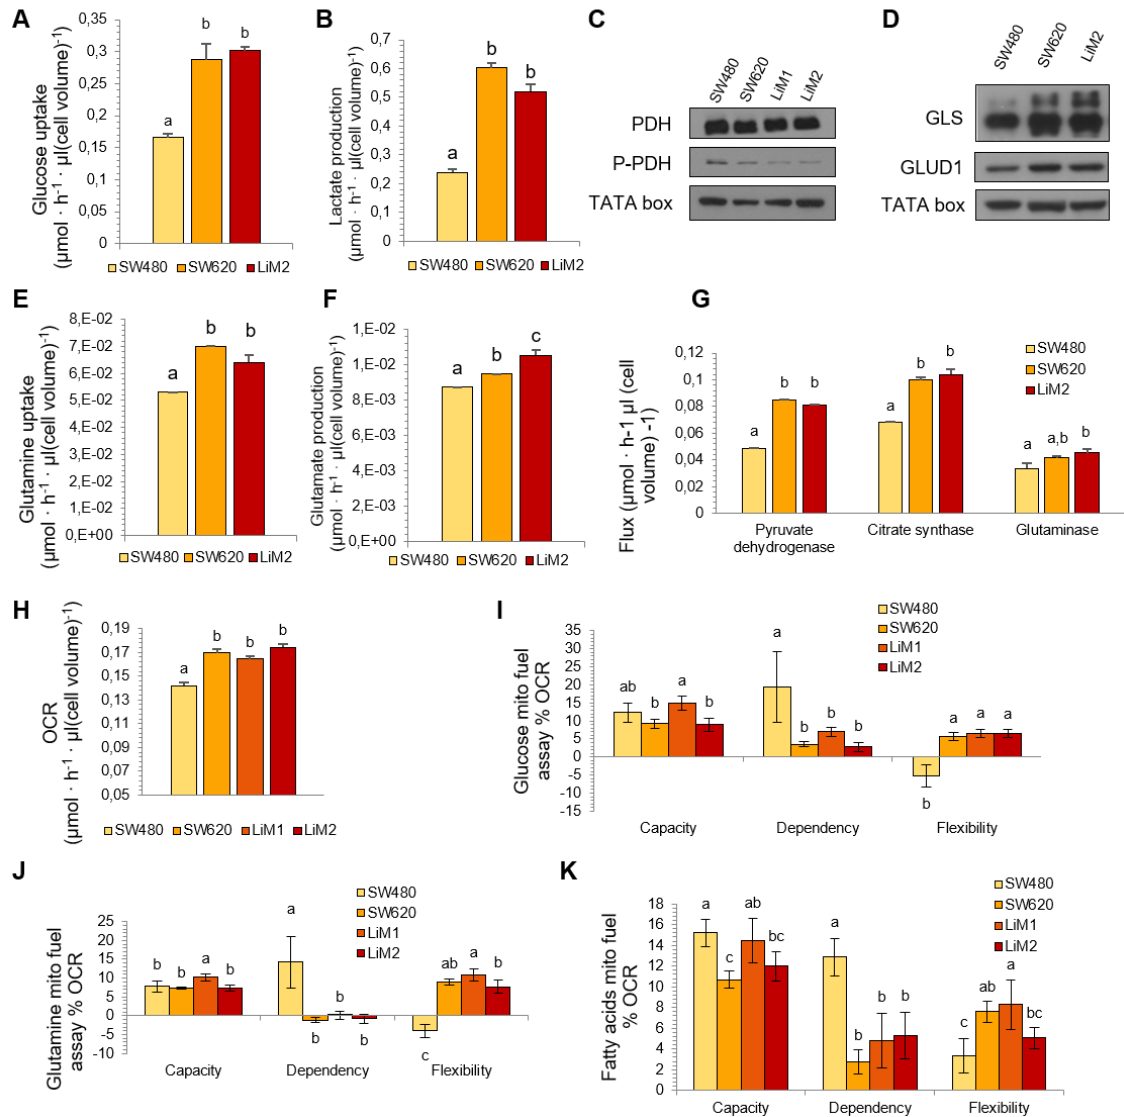 A
Glucose uptake
(µmol · h⁻¹ · µl(cell volume)⁻¹)
0,35
0,3
0,25
0,2
0,15
0,1
0,05
0
a
b
b
SW480 SW620 LiM2
B
Lactate production
(µmol · h⁻¹ · µl(cell volume)⁻¹)
0,7
0,6
0,5
0,4
0,3
0,2
0,1
0
a
b
b
SW480 SW620 LiM2
C
SW480 SW620 LiM1 LiM2
PDH
P-PDH
TATA box
D
SW480 SW620 LiM2
GLS
GLUD1
TATA box
E
Glutamine uptake
(µmol · h⁻¹ · µl(cell volume)⁻¹)
8,E-02
7,E-02
6,E-02
5,E-02
4,E-02
3,E-02
2,E-02
1,E-02
0,E+00
a
b
b
SW480 SW620 LiM2
F
Glutamate production
(µmol · h⁻¹ · µl(cell volume)⁻¹)
1,E-02
1,E-02
8,E-03
6,E-03
4,E-03
2,E-03
0,E+00
a
b
c
SW480 SW620 LiM2
G
Flux (µmol · h-1 µl (cell
volume) -1)
0,12
0,1
0,08
0,06
0,04
0,02
0
SW480
SW620
LiM2
a b b
a b b
a a,b b
Pyruvate
dehydrogenase
Citrate synthase
Glutaminase
H
OCR
(µmol · h⁻¹ · µl(cell volume)⁻¹)
0,19
0,17
0,15
0,13
0,11
0,09
0,07
0,05
a
b
b
b
SW480 SW620 LiM1 LiM2
I
Glucose mito fuel
assay % OCR
35
30
25
20
15
10
5
0
-5
-10
-15
SW480
SW620
LiM1
LiM2
ab b a b
a b b b
b a a a
Capacity Dependency Flexibility
J
Glutamine mito fuel
assay % OCR
25
20
15
10
5
0
-5
-10
SW480
SW620
LiM1
LiM2
b b a b
a b b b
c ab a b
Capacity Dependency Flexibility
K
Fatty acids mito fuel
% OCR
18
16
14
12
10
8
6
4
2
0
SW480
SW620
LiM1
LiM2
a c ab bc
a b b b
c ab a bc
Capacity Dependency Flexibility